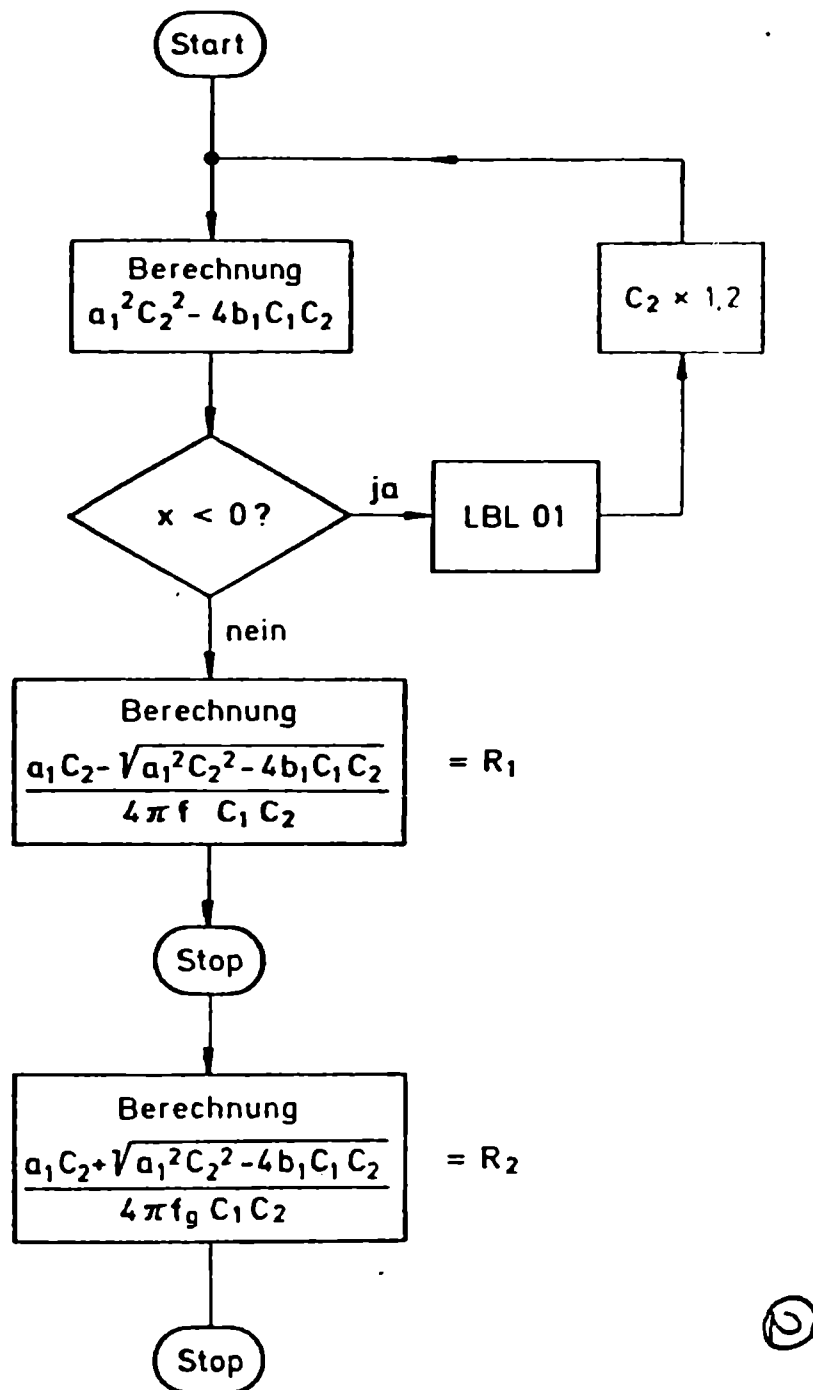 Start
Berechnung
a₁²C₂² - 4b₁C₁C₂
C₂ × 1,2
x < 0?
ja
LBL 01
nein
Berechnung
a₁C₂ - √a₁²C₂² - 4b₁C₁C₂
4πf C₁C₂
= R₁
Stop
Berechnung
a₁C₂ + √a₁²C₂² - 4b₁C₁C₂
4πf₉ C₁C₂
= R₂
Stop